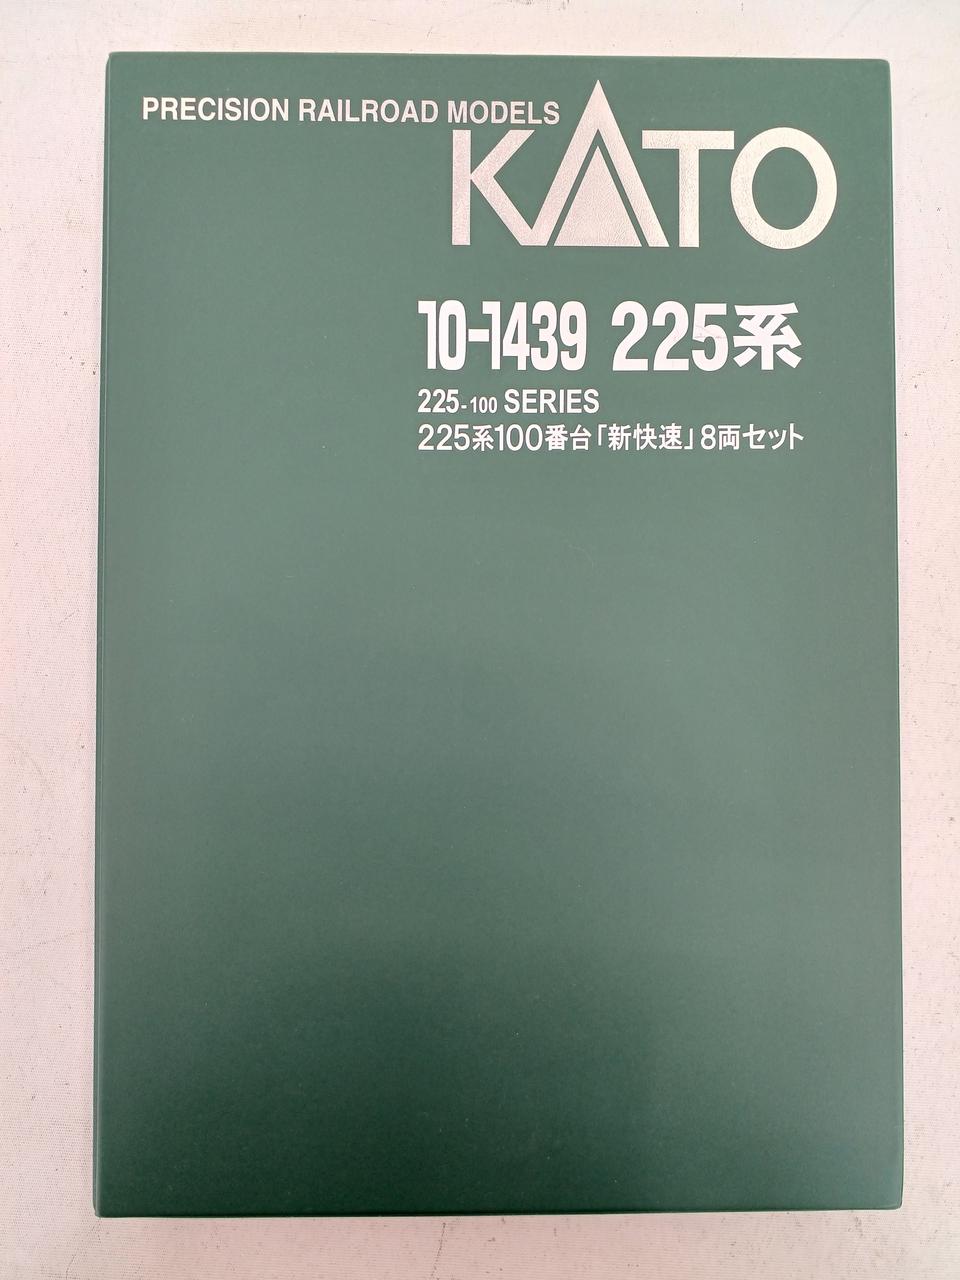 PRECISION RAILROAD MODELS
KATO
10-1439 225系
225-100 SERIES
225系100番台「新快速」8両セット